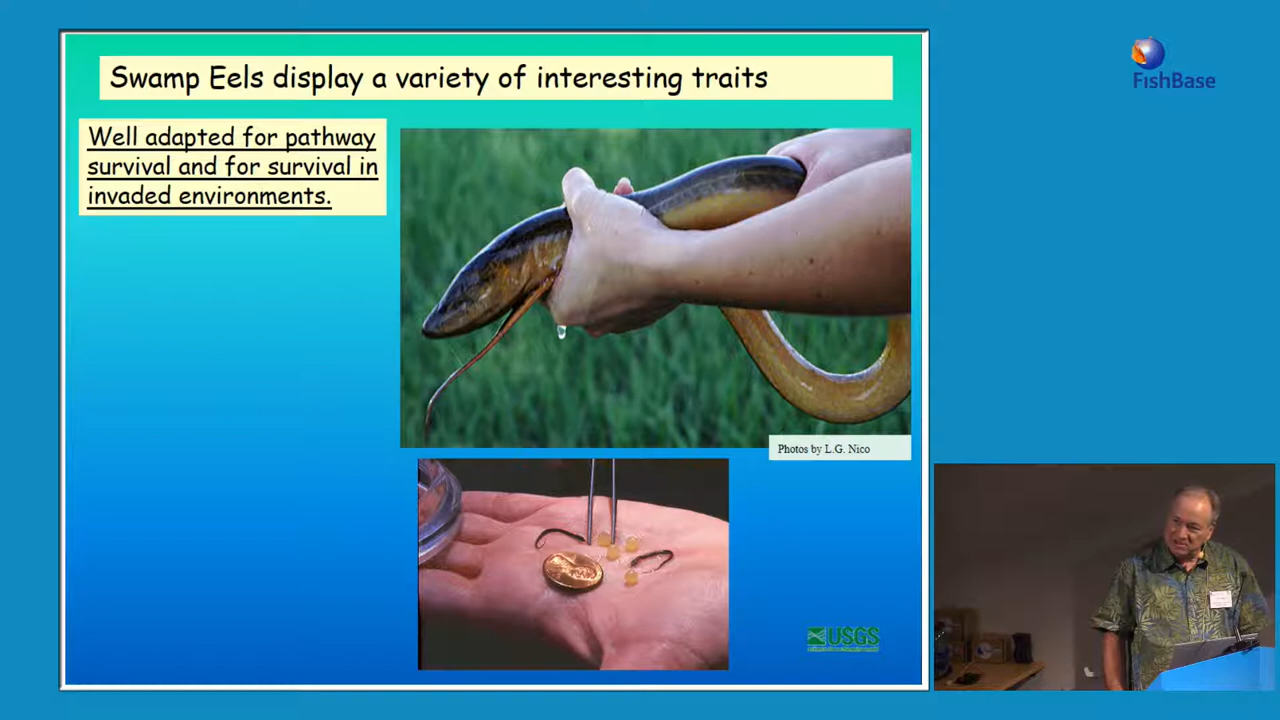 Swamp Eels display a variety of interesting traits
FishBase
Well adapted for pathway
survival and for survival in
invaded environments.
Photos by L.G. Nico
USGS